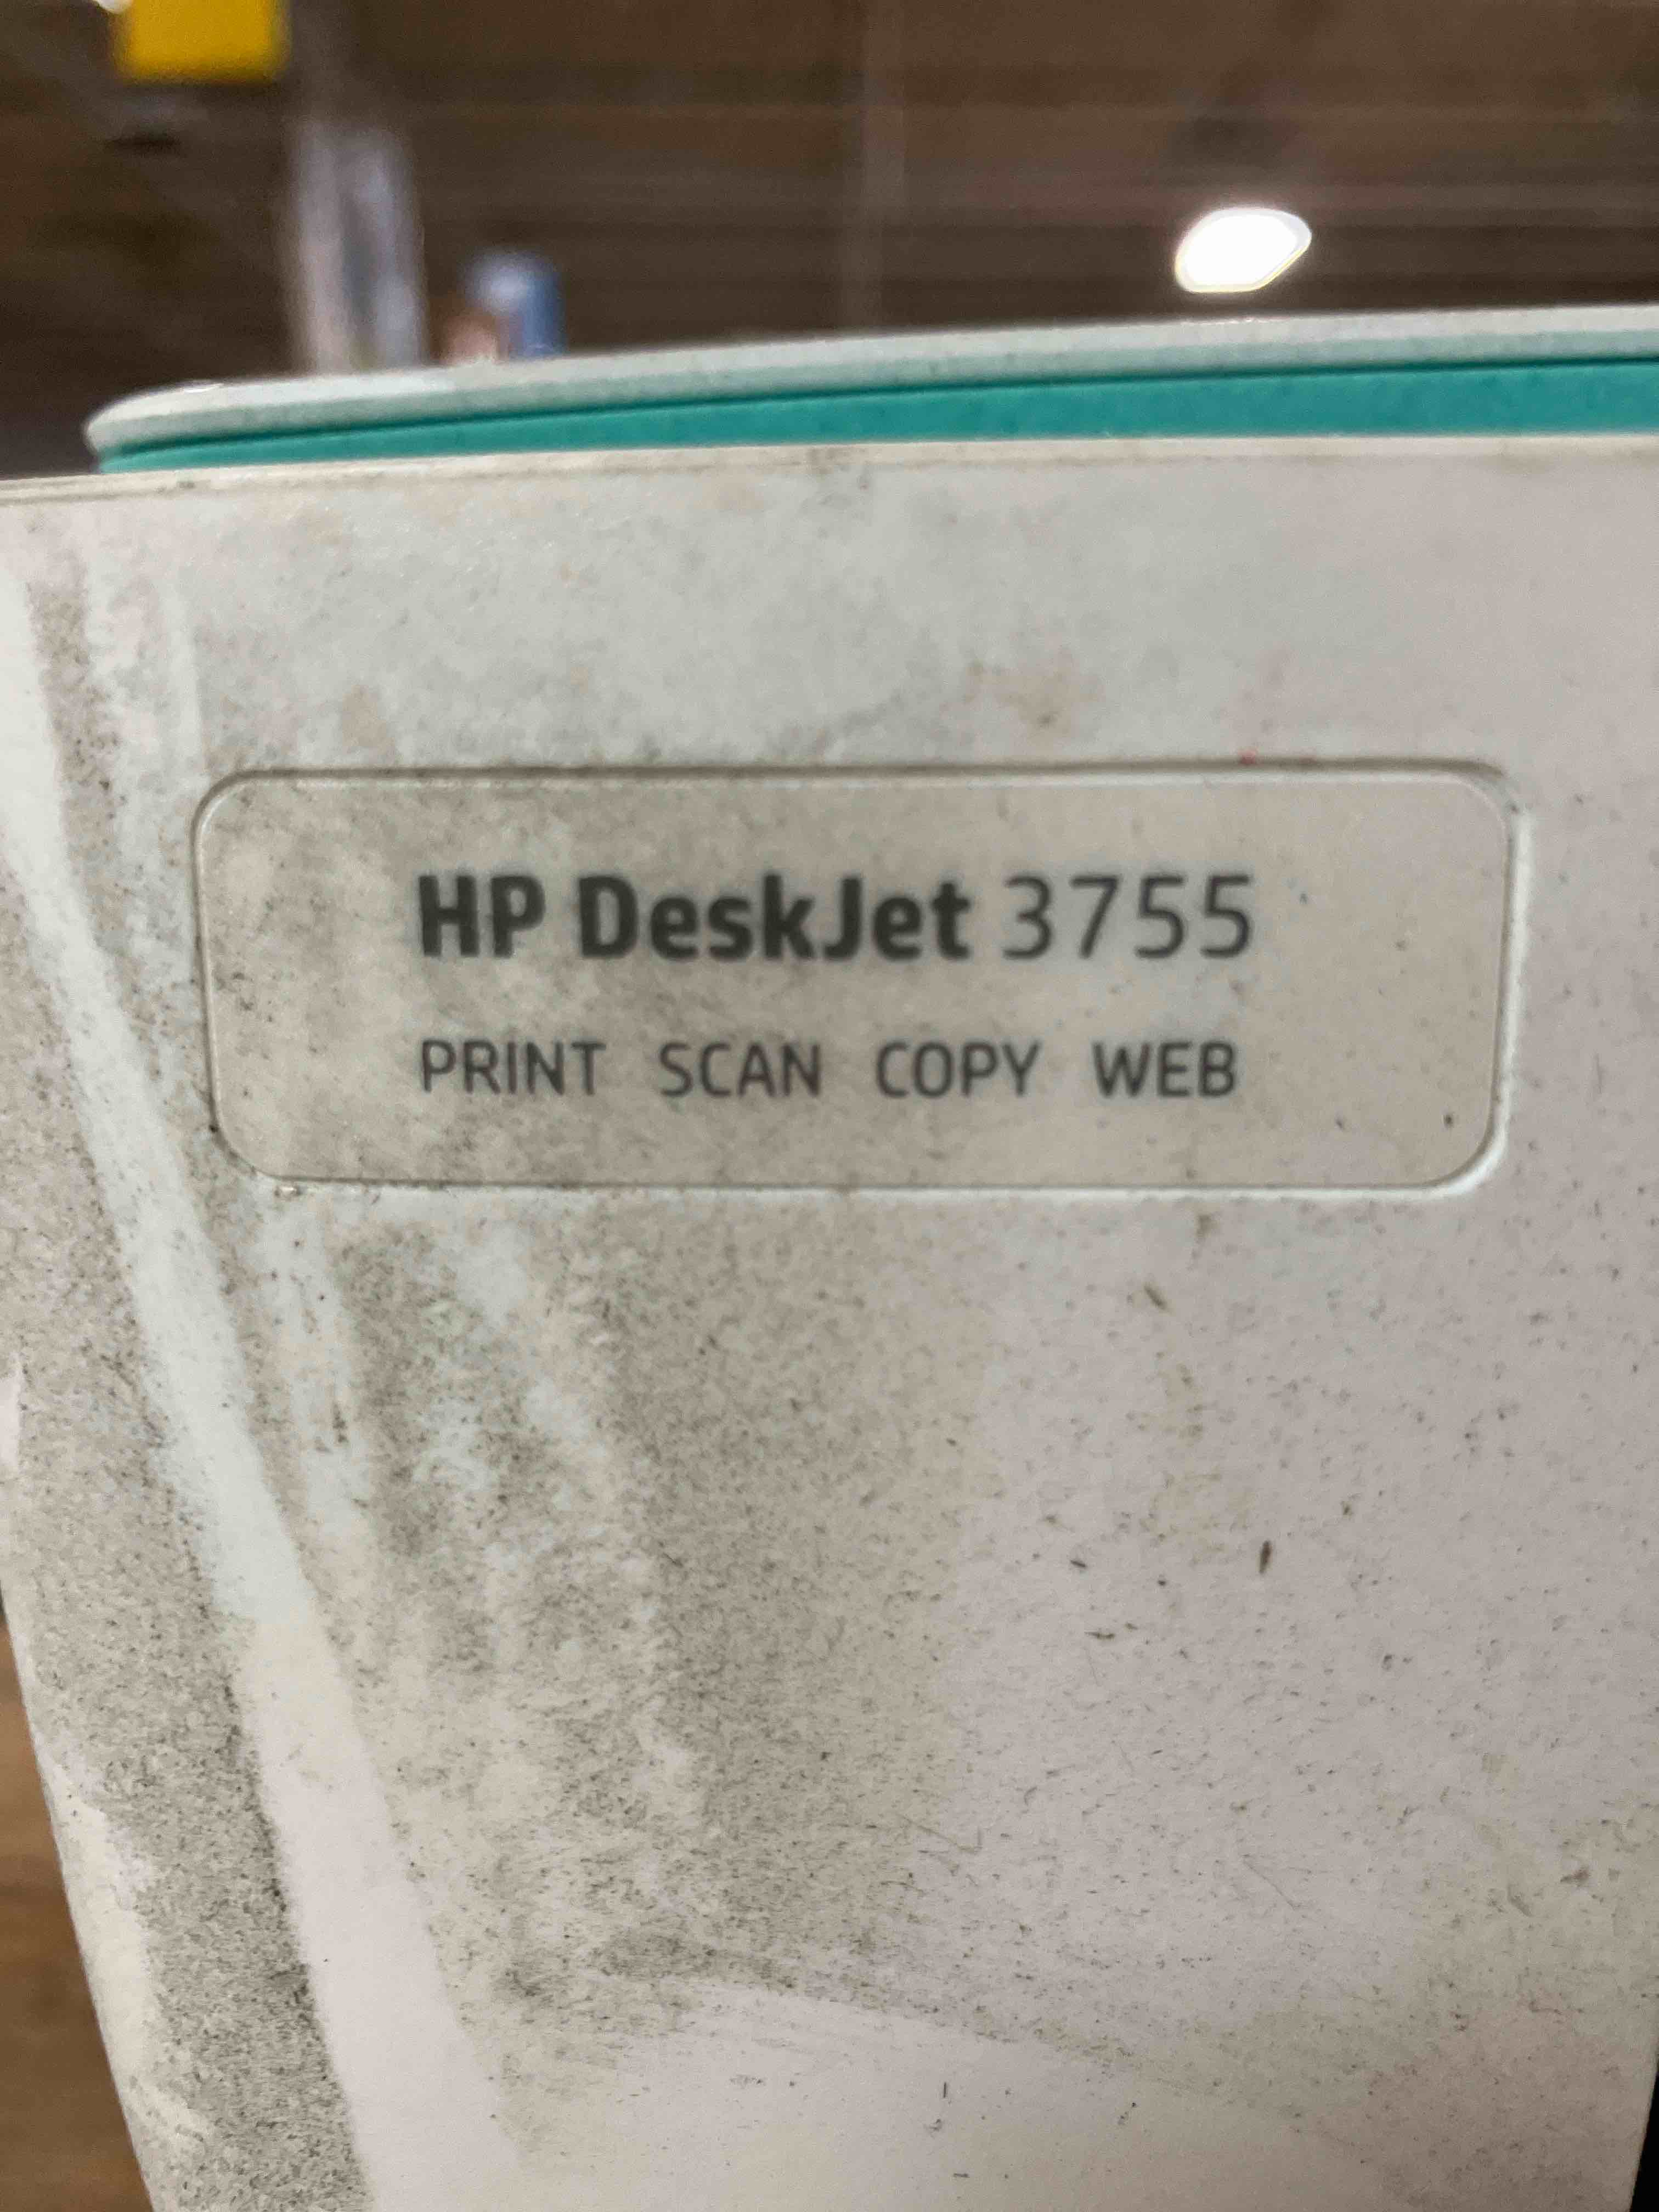 HP DeskJet 3755
PRINT SCAN COPY WEB